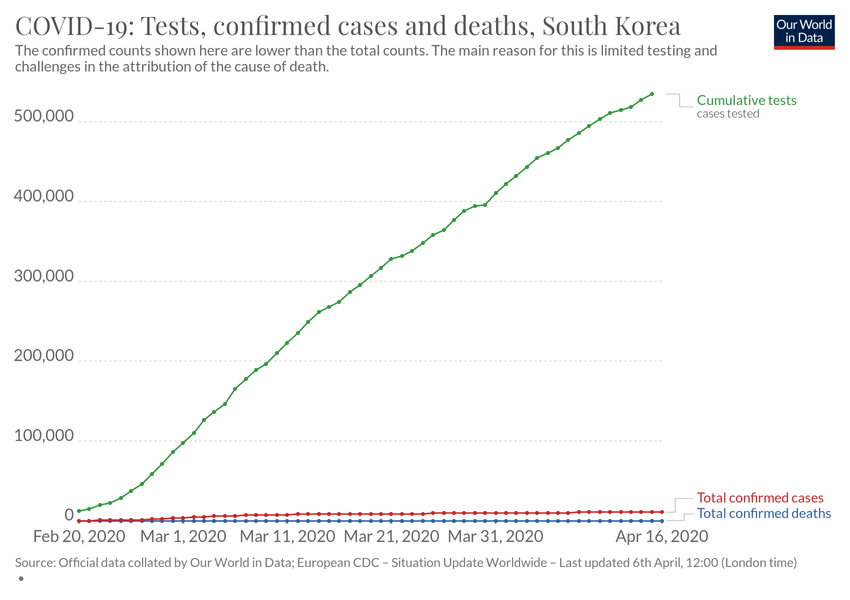 COVID-19: Tests, confirmed cases and deaths, South Korea
Our World
in Data
The confirmed counts shown here are lower than the total counts. The main reason for this is limited testing and
challenges in the attribution of the cause of death.
Cumulative tests
cases tested
500,000
400,000
300,000
200,000
100,000
0
Total confirmed cases
Total confirmed deaths
Feb 20, 2020 Mar 1, 2020 Mar 11, 2020 Mar 21, 2020 Mar 31, 2020 Apr 16, 2020
Source: Official data collated by Our World in Data; European CDC – Situation Update Worldwide – Last updated 6th April, 12:00 (London time)
•